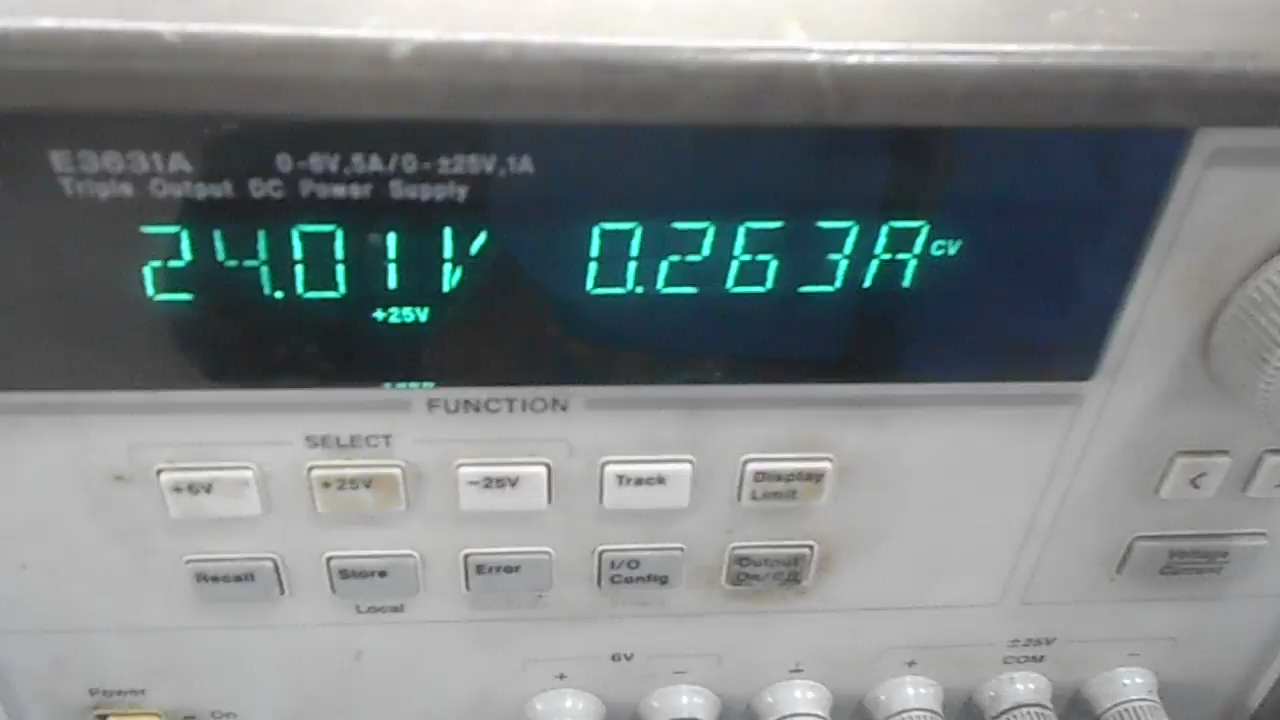 E3631A 0-6V,5A/0-±25V,1A
Triple Output DC Power Supply
24.01V 0.263A CV
+25V
FUNCTION
SELECT
+6V +25V -25V Track Display Limit
Recall Store Error I/O Config Output On/Off
Local
Voltage Current
6V ±25V
+ - + COM -
Power
On